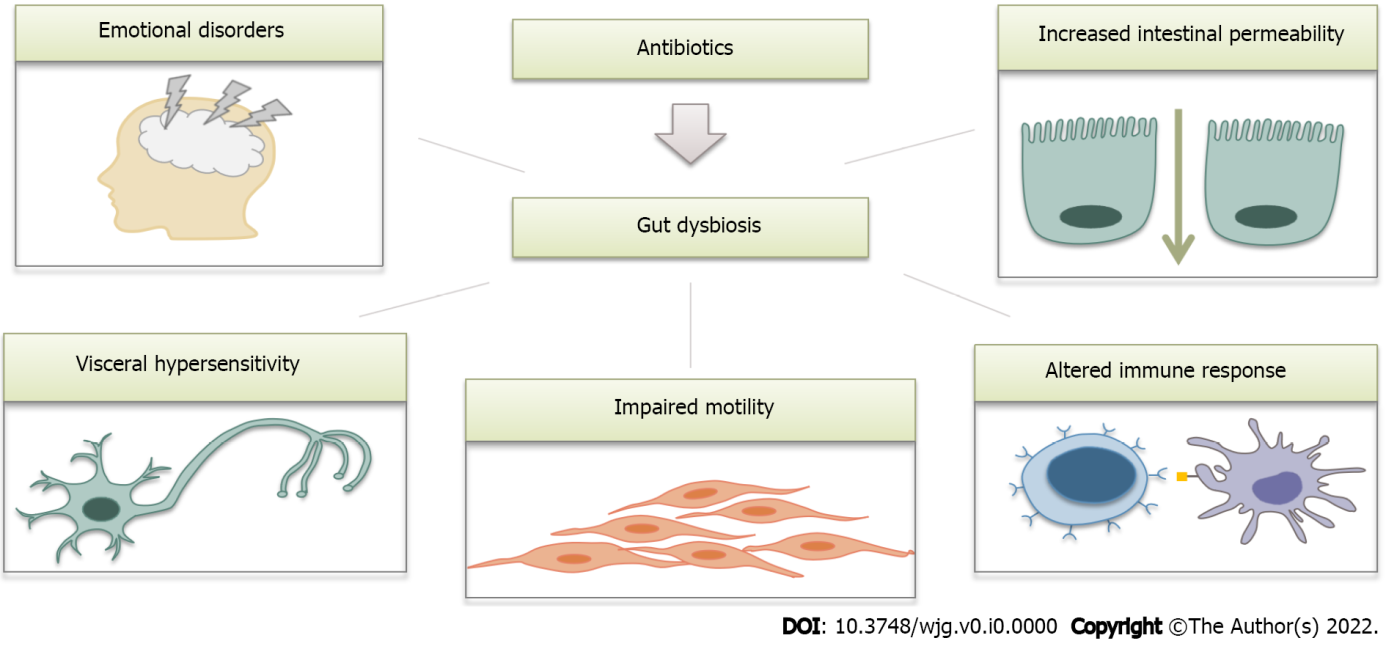 Emotional disorders
Antibiotics
Increased intestinal permeability
Gut dysbiosis
Visceral hypersensitivity
Impaired motility
Altered immune response
DOI: 10.3748/wjg.v0.i0.0000 Copyright ©The Author(s) 2022.